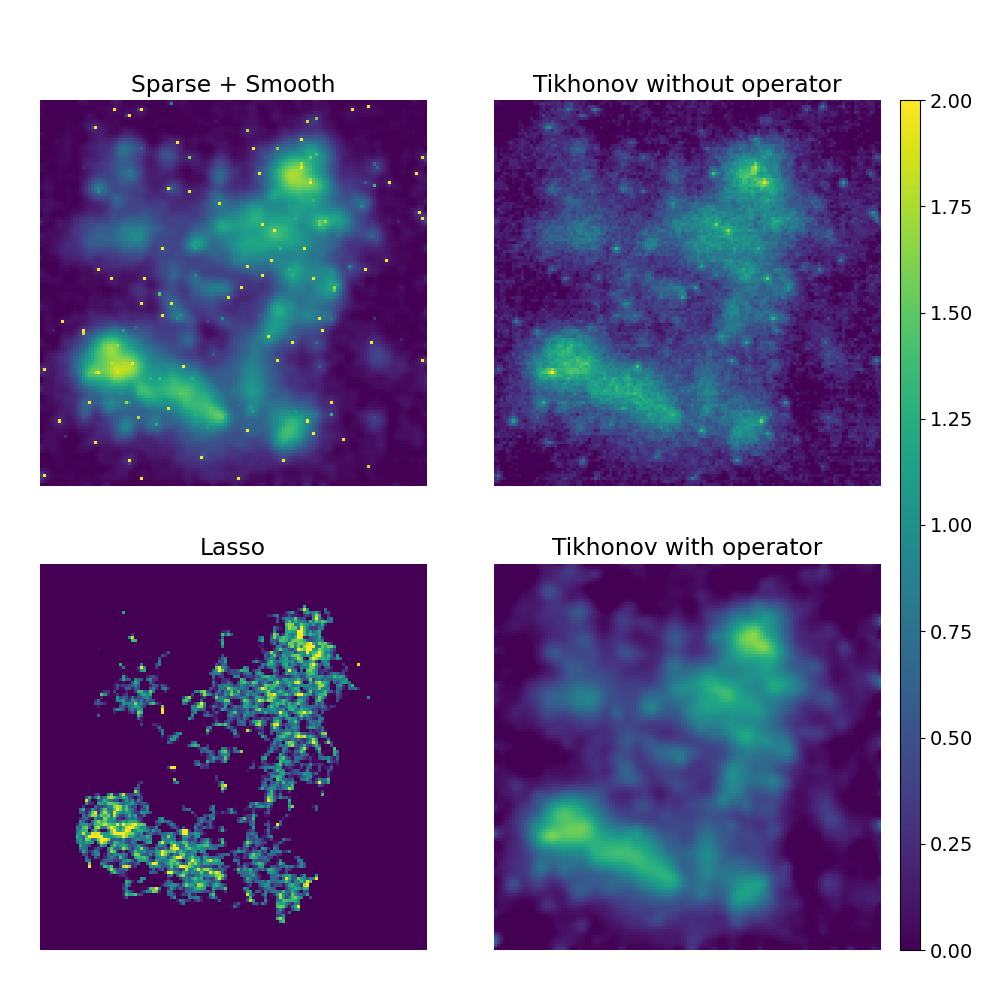 Sparse + Smooth
Tikhonov without operator
Lasso
Tikhonov with operator
2.00
1.75
1.50
1.25
1.00
0.75
0.50
0.25
0.00